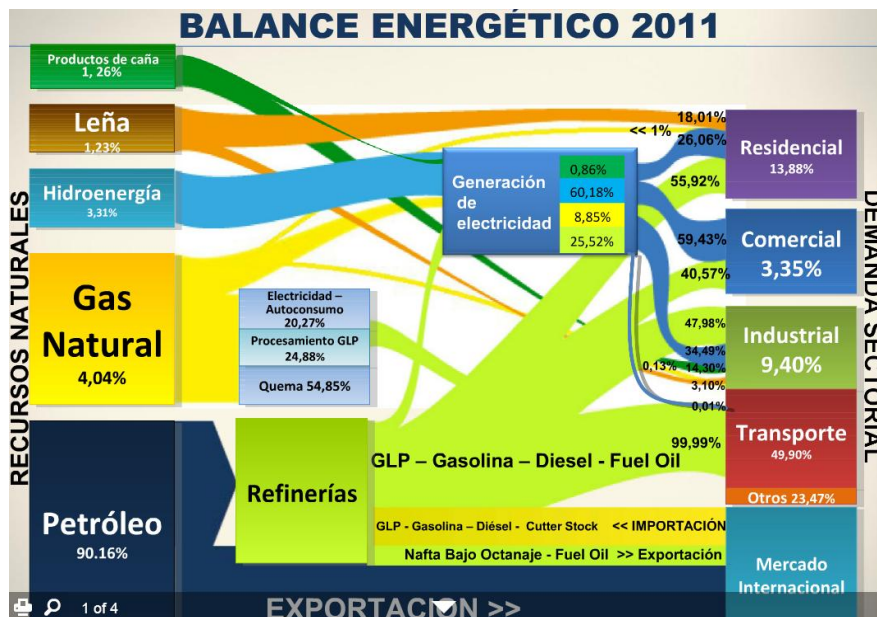 BALANCE ENERGÉTICO 2011
RECURSOS NATURALES
Productos de caña
1, 26%
Leña
1,23%
Hidroenergía
3,31%
Gas
Natural
4,04%
Petróleo
90.16%
Electricidad –
Autoconsumo
20,27%
Procesamiento GLP
24,88%
Quema 54,85%
Refinerías
Generación
de
electricidad
0,86%
60,18%
8,85%
25,52%
18,01%
<< 1%
26,06%
55,92%
59,43%
40,57%
47,98%
34,49%
0,13%
14,30%
3,10%
0,01%
99,99%
GLP – Gasolina – Diesel - Fuel Oil
GLP - Gasolina – Diésel - Cutter Stock << IMPORTACIÓN
Nafta Bajo Octanaje - Fuel Oil >> Exportación
EXPORTACIÓN >>
Residencial
13,88%
Comercial
3,35%
Industrial
9,40%
Transporte
49,90%
Otros 23,47%
Mercado
Internacional
DEMANDA SECTORIAL
1 of 4